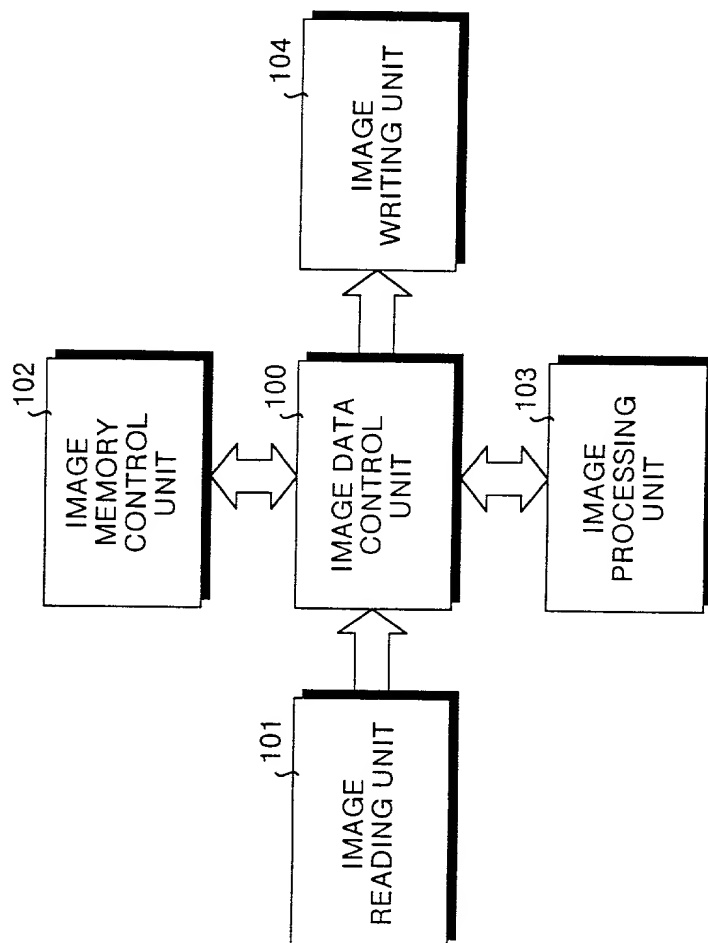 102
IMAGE
MEMORY
CONTROL
UNIT
101
IMAGE
READING UNIT
100
IMAGE DATA
CONTROL
UNIT
104
IMAGE
WRITING UNIT
103
IMAGE
PROCESSING
UNIT